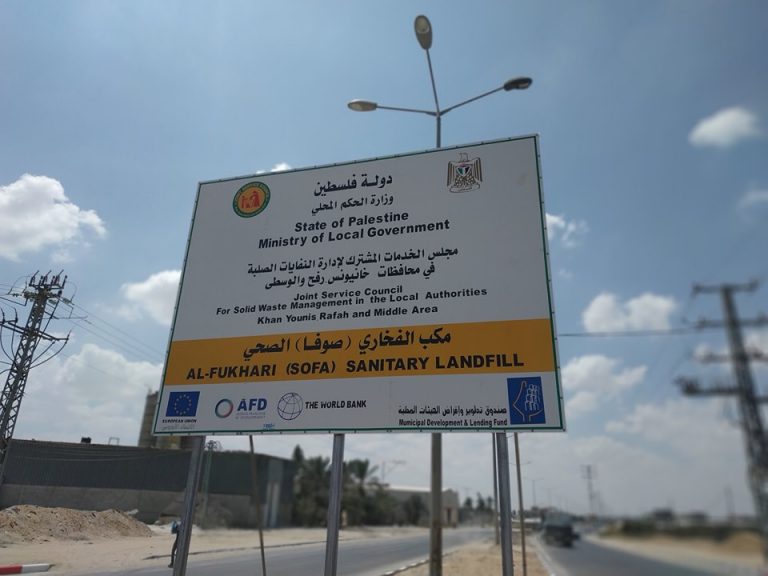 دولة فلسطين
وزارة الحكم المحلي
State of Palestine
Ministry of Local Government
مجلس الخدمات المشترك لإدارة النفايات الصلبة
في محافظات خانيونس رفح والوسطى
Joint Service Council
For Solid Waste Management in the Local Authorities
Khan Younis Rafah and Middle Area
مكب الفخاري (صوفا) الصحي
AL-FUKHARI (SOFA) SANITARY LANDFILL
EUROPEAN UNION
AFD
THE WORLD BANK
صندوق تطوير وإقراض الهيئات المحلية
Municipal Development & Lending Fund